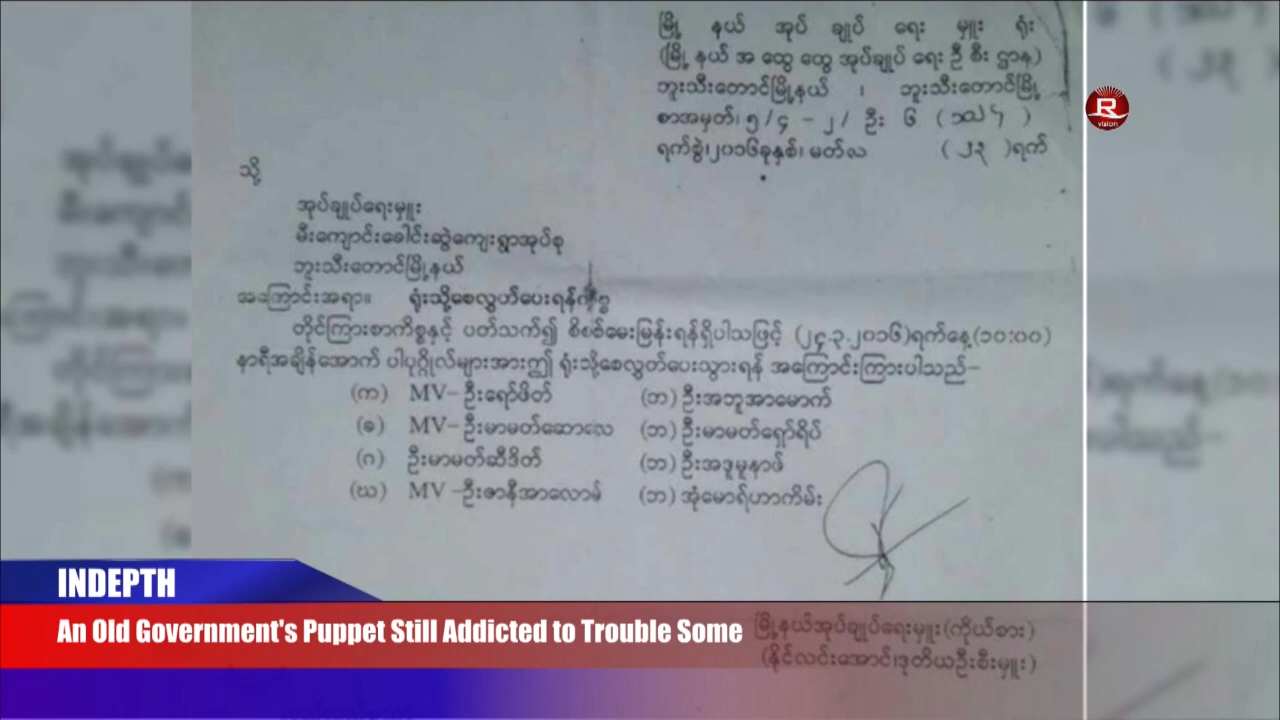 မြို့ နယ် အုပ် ချုပ် ရေး မှူး ရုံး
(မြို့ နယ် အ ထွေ ထွေ အုပ်ချုပ် ရေး ဦ စီး ဌာန)
ဘူးသီးတောင်မြို့နယ် ၊ ဘူးသီးတောင်မြို့
စာအမှတ်၊ ၅ / ၄ - ၂ / ဦး ၆ ( )
ရက်စွဲ၊ ၂၀၁၆ခုနှစ်၊ မတ်လ ( ၂၃ )ရက်
သို့
အုပ်ချုပ်ရေးမှူး
မီးကျောင်းခေါင်းဆွဲကျေးရွာအုပ်စု
ဘူးသီးတောင်မြို့နယ်
အကြောင်းအရာ။ ရုံးသို့စေလွှတ်ပေးရန်ကိစ္စ
တိုင်ကြားစာကိစ္စနှင့် ပတ်သက်၍ စိစစ်မေးမြန်းရန်ရှိပါသဖြင့် (၂၄.၃.၂၀၁၆)ရက်နေ့(၁၀:၀၀)
နာရီအချိန်အောက် ပါပုဂ္ဂိုလ်များအားဤ ရုံးသို့စေလွှတ်ပေးသွားရန် အကြောင်းကြားပါသည်-
(က) MV- ဦးရော်ဖိတ် (ဘ) ဦးအဘူအာမောက်
(ခ) MV- ဦးမာမတ်ဆောလေ (ဘ) ဦးမာမတ်ရှော်ရိပ်
(ဂ) ဦးမာမတ်ဆီဒိတ် (ဘ) ဦးအဒူမူနာဖ်
(ဃ) MV -ဦးဇာနီအာလောမ် (ဘ) အုံမောရ်ဟာကိမ်း
မြို့နယ်အုပ်ချုပ်ရေးမှူး(ကိုယ်စား)
(နိုင်လင်းအောင်၊ဒုတိယဦးစီးမှူး)
R
vision
INDEPTH
An Old Government's Puppet Still Addicted to Trouble Some